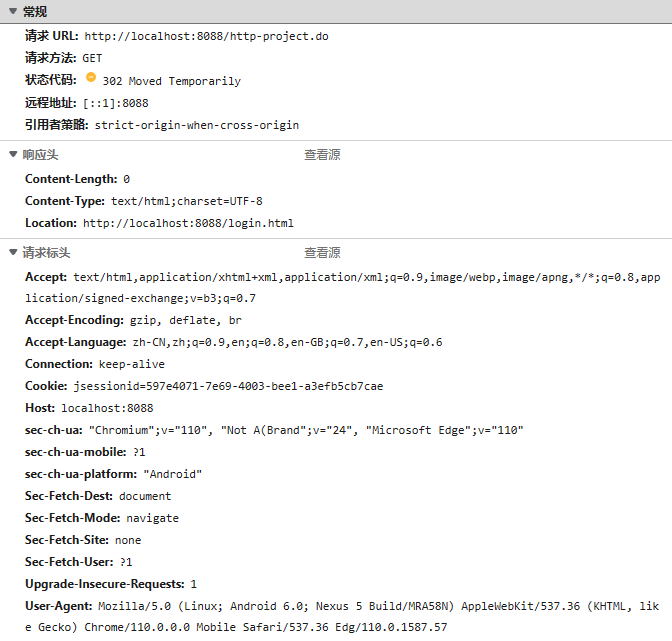 常规
请求 URL: http://localhost:8088/http-project.do
请求方法: GET
状态代码: 302 Moved Temporarily
远程地址: [::1]:8088
引用者策略: strict-origin-when-cross-origin
响应头 查看源
Content-Length: 0
Content-Type: text/html;charset=UTF-8
Location: http://localhost:8088/login.html
请求标头 查看源
Accept: text/html,application/xhtml+xml,application/xml;q=0.9,image/webp,image/apng,*/*;q=0.8,app
lication/signed-exchange;v=b3;q=0.7
Accept-Encoding: gzip, deflate, br
Accept-Language: zh-CN,zh;q=0.9,en;q=0.8,en-GB;q=0.7,en-US;q=0.6
Connection: keep-alive
Cookie: jsessionid=597e4071-7e69-4003-bee1-a3efb5cb7cae
Host: localhost:8088
sec-ch-ua: "Chromium";v="110", "Not A(Brand";v="24", "Microsoft Edge";v="110"
sec-ch-ua-mobile: ?1
sec-ch-ua-platform: "Android"
Sec-Fetch-Dest: document
Sec-Fetch-Mode: navigate
Sec-Fetch-Site: none
Sec-Fetch-User: ?1
Upgrade-Insecure-Requests: 1
User-Agent: Mozilla/5.0 (Linux; Android 6.0; Nexus 5 Build/MRA58N) AppleWebKit/537.36 (KHTML, lik
e Gecko) Chrome/110.0.0.0 Mobile Safari/537.36 Edg/110.0.1587.57